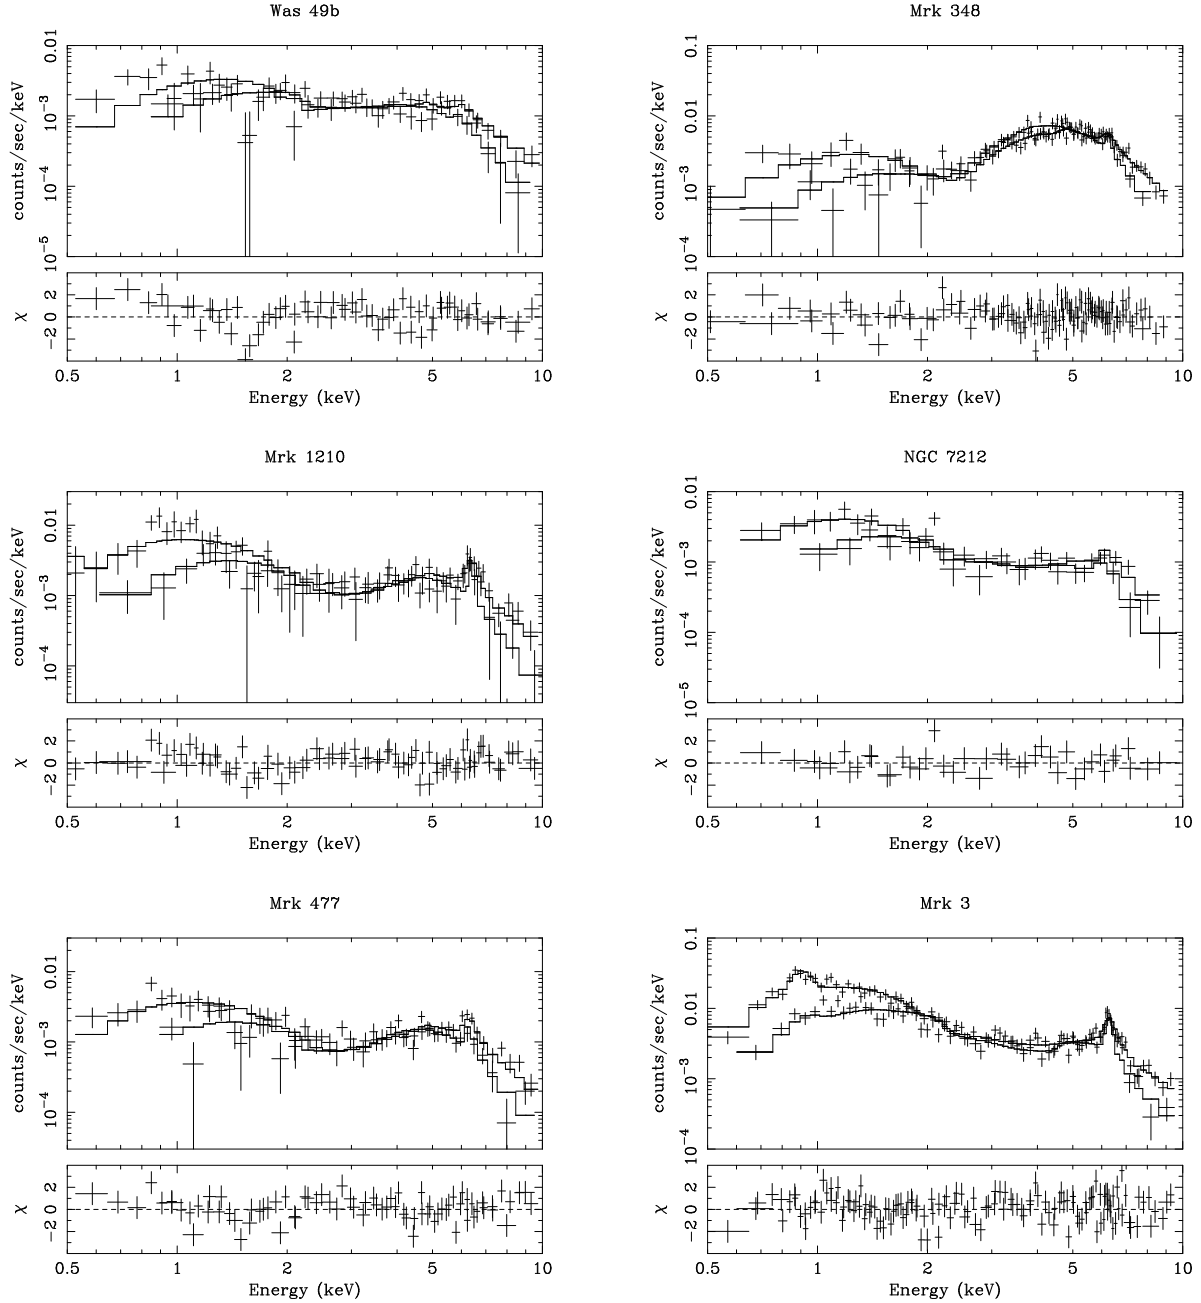 Was 49b
Mrk 348
counts/sec/keV
0.01
10⁻³
10⁻⁴
10⁻⁵
counts/sec/keV
0.1
0.01
10⁻³
10⁻⁴
χ
2
0
−2
χ
2
0
−2
0.5 1 2 5 10
Energy (keV)
0.5 1 2 5 10
Energy (keV)
Mrk 1210
NGC 7212
counts/sec/keV
0.01
10⁻³
10⁻⁴
counts/sec/keV
0.01
10⁻³
10⁻⁴
10⁻⁵
χ
2
0
−2
χ
2
0
−2
0.5 1 2 5 10
Energy (keV)
0.5 1 2 5 10
Energy (keV)
Mrk 477
Mrk 3
counts/sec/keV
0.01
10⁻³
10⁻⁴
counts/sec/keV
0.1
0.01
10⁻³
10⁻⁴
χ
2
0
−2
χ
2
0
−2
0.5 1 2 5 10
Energy (keV)
0.5 1 2 5 10
Energy (keV)